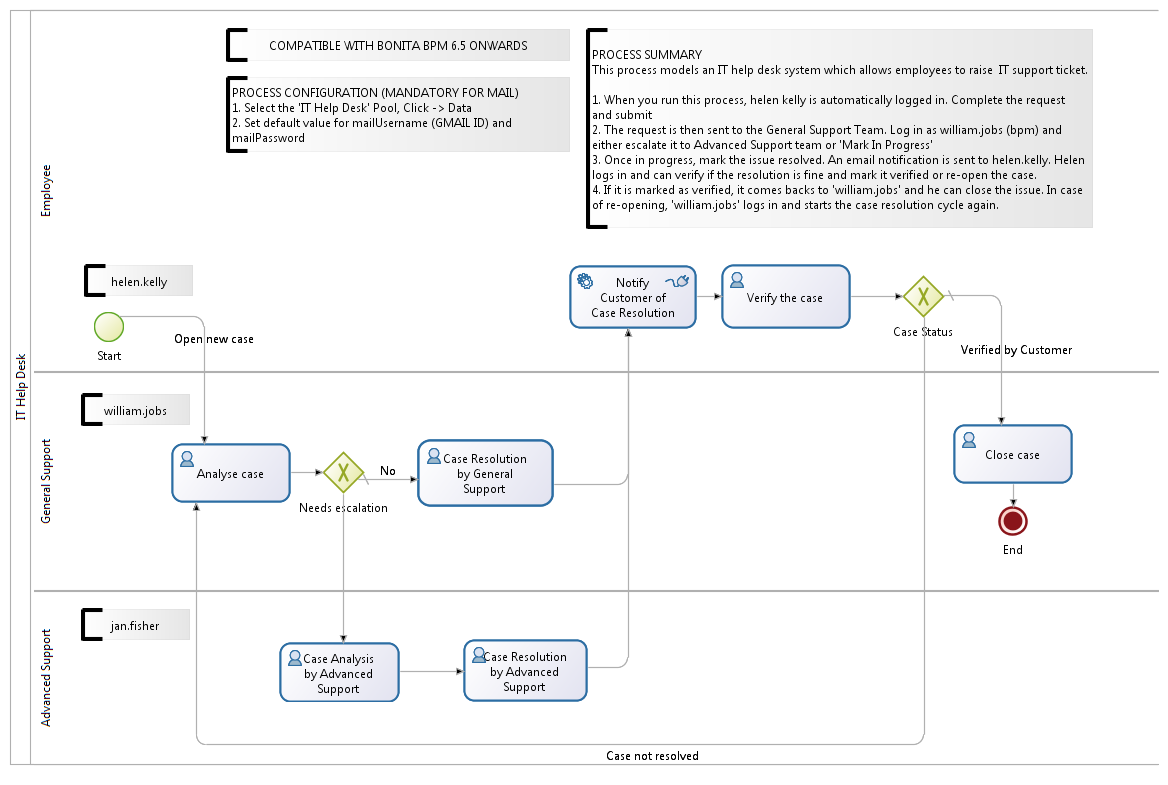 COMPATIBLE WITH BONITA BPM 6.5 ONWARDS
PROCESS CONFIGURATION (MANDATORY FOR MAIL)
1. Select the 'IT Help Desk' Pool, Click -> Data
2. Set default value for mailUsername (GMAIL ID) and
mailPassword
PROCESS SUMMARY
This process models an IT help desk system which allows employees to raise  IT support ticket.
1. When you run this process, helen kelly is automatically logged in. Complete the request
and submit
2. The request is then sent to the General Support Team. Log in as william.jobs (bpm) and
either escalate it to Advanced Support team or 'Mark In Progress'
3. Once in progress, mark the issue resolved. An email notification is sent to helen.kelly. Helen
logs in and can verify if the resolution is fine and mark it verified or re-open the case.
4. If it is marked as verified, it comes backs to 'william.jobs' and he can close the issue. In case
of re-opening, 'william.jobs' logs in and starts the case resolution cycle again.
IT Help Desk
Employee
helen.kelly
Start
Open new case
Notify
Customer of
Case Resolution
Verify the case
Case Status
Verified by Customer
General Support
william.jobs
Analyse case
Needs escalation
No
Case Resolution
by General
Support
Close case
End
Advanced Support
jan.fisher
Case Analysis
by Advanced
Support
Case Resolution
by Advanced
Support
Case not resolved